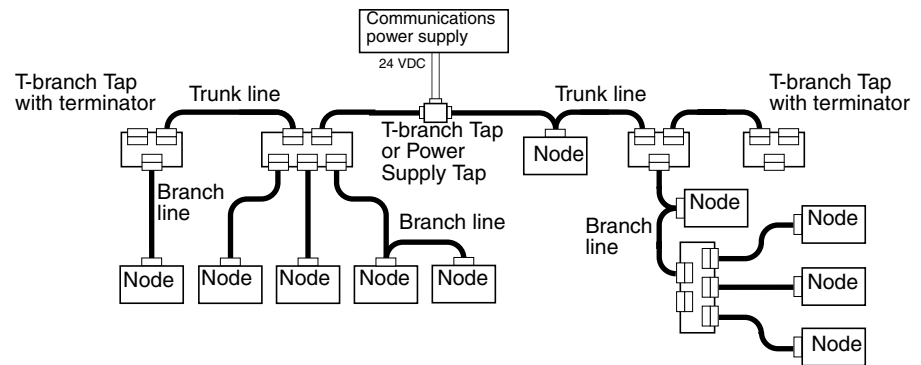 Communications
power supply
24 VDC
T-branch Tap
with terminator
Trunk line
T-branch Tap
or Power
Supply Tap
Trunk line
T-branch Tap
with terminator
Node
Branch
line
Branch line
Branch
line
Node
Node
Node
Node
Node
Node
Node
Node
Node